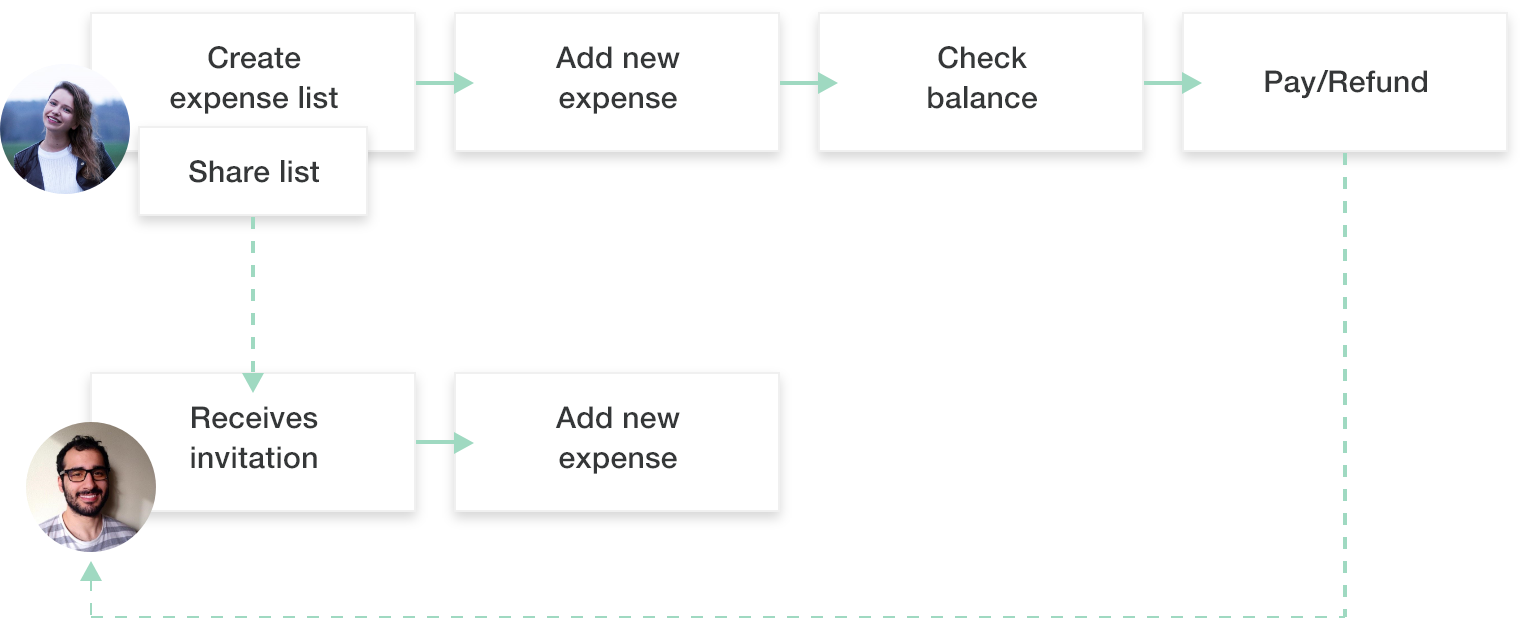 Create
expense list
Share list
Add new
expense
Check
balance
Pay/Refund
Receives
invitation
Add new
expense